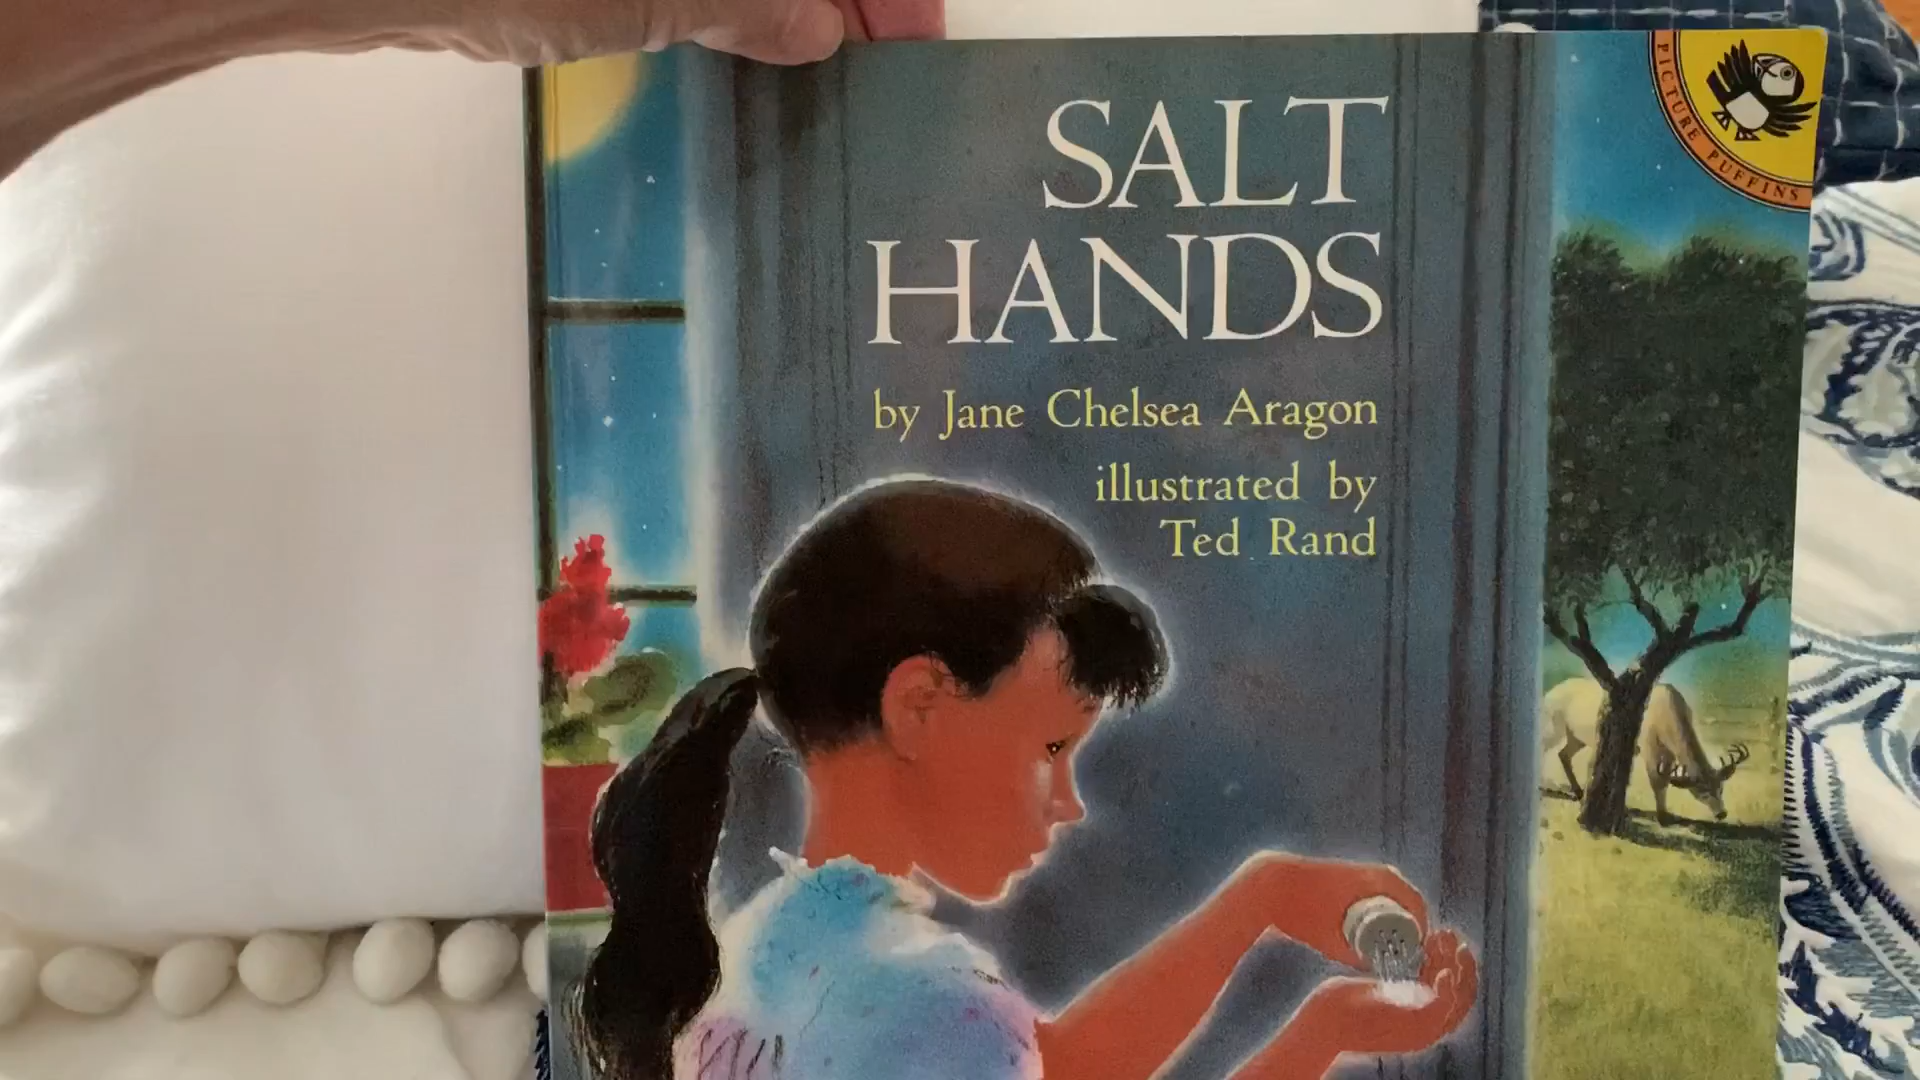 SALT
HANDS
by Jane Chelsea Aragon
illustrated by
Ted Rand
PICTURE PUFFINS